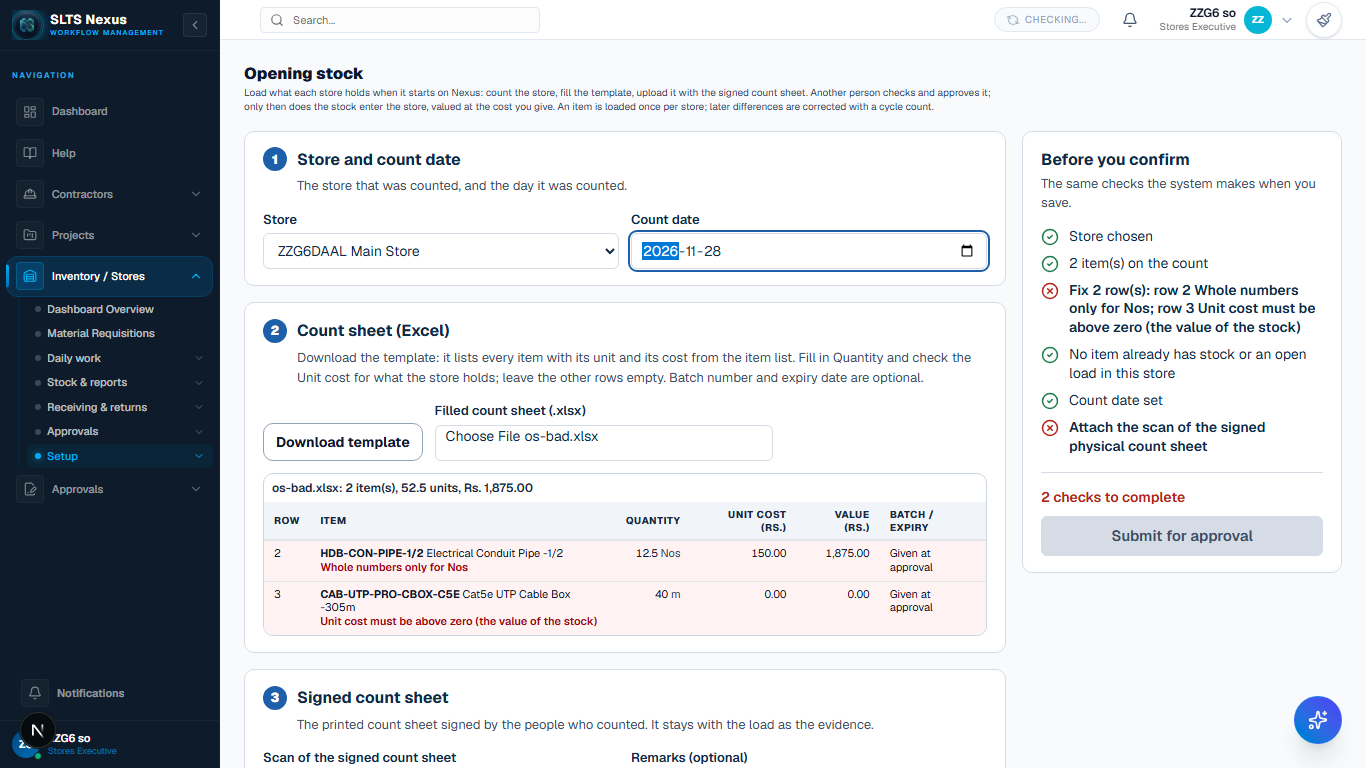 SLTS Nexus
WORKFLOW MANAGEMENT
Search...
CHECKING...
ZZG6 so
Stores Executive
ZZ
NAVIGATION
Dashboard
Help
Contractors
Projects
Inventory / Stores
Dashboard Overview
Material Requisitions
Daily work
Stock & reports
Receiving & returns
Approvals
Setup
Approvals
Notifications
N
ZZG6 so
Stores Executive
Opening stock
Load what each store holds when it starts on Nexus: count the store, fill the template, upload it with the signed count sheet. Another person checks and approves it;
only then does the stock enter the store, valued at the cost you give. An item is loaded once per store; later differences are corrected with a cycle count.
1 Store and count date
The store that was counted, and the day it was counted.
Store Count date
ZZG6DAAL Main Store 2026-11-28
2 Count sheet (Excel)
Download the template: it lists every item with its unit and its cost from the item list. Fill in Quantity and check the
Unit cost for what the store holds; leave the other rows empty. Batch number and expiry date are optional.
Filled count sheet (.xlsx)
Download template Choose File os-bad.xlsx
os-bad.xlsx: 2 item(s), 52.5 units, Rs. 1,875.00
ROW ITEM QUANTITY UNIT COST (RS.) VALUE (RS.) BATCH / EXPIRY
2 HDB-CON-PIPE-1/2 Electrical Conduit Pipe -1/2 12.5 Nos 150.00 1,875.00 Given at approval
Whole numbers only for Nos
3 CAB-UTP-PRO-CBOX-C5E Cat5e UTP Cable Box -305m 40 m 0.00 0.00 Given at approval
Unit cost must be above zero (the value of the stock)
3 Signed count sheet
The printed count sheet signed by the people who counted. It stays with the load as the evidence.
Scan of the signed count sheet Remarks (optional)
Before you confirm
The same checks the system makes when you
save.
Store chosen
2 item(s) on the count
Fix 2 row(s): row 2 Whole numbers
only for Nos; row 3 Unit cost must be
above zero (the value of the stock)
No item already has stock or an open
load in this store
Count date set
Attach the scan of the signed
physical count sheet
2 checks to complete
Submit for approval